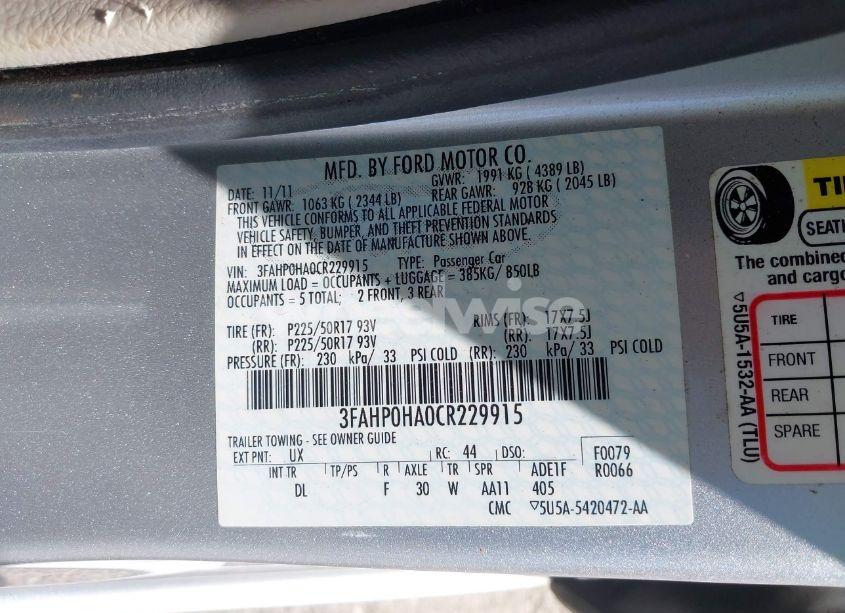 MFD. BY FORD MOTOR CO.
DATE: 11/11 GVWR: 1991 KG ( 4389 LB)
FRONT GAWR: 1063 KG ( 2344 LB) REAR GAWR: 928 KG ( 2045 LB)
THIS VEHICLE CONFORMS TO ALL APPLICABLE FEDERAL MOTOR
VEHICLE SAFETY, BUMPER, AND THEFT PREVENTION STANDARDS
IN EFFECT ON THE DATE OF MANUFACTURE SHOWN ABOVE.
VIN: 3FAHP0HA0CR229915 TYPE: Passenger Car
MAXIMUM LOAD = OCCUPANTS + LUGGAGE = 385KG/ 850LB
OCCUPANTS = 5 TOTAL; 2 FRONT, 3 REAR
TIRE (FR): P225/50R17 93V RIMS (FR): 17X7.5J
(RR): P225/50R17 93V (RR): 17X7.5J
PRESSURE (FR): 230 kPa/ 33 PSI COLD (RR): 230 kPa/ 33 PSI COLD
3FAHP0HA0CR229915
TRAILER TOWING - SEE OWNER GUIDE
EXT PNT: UX RC: 44 DSO: F0079
INT TR TP/PS R AXLE TR SPR ADE1F R0066
DL F 30 W AA11 405
CMC ▽5U5A-5420472-AA
SEATI
The combined
and cargo
TIRE
FRONT
REAR
SPARE
▽5U5A-1532-AA (TLU)